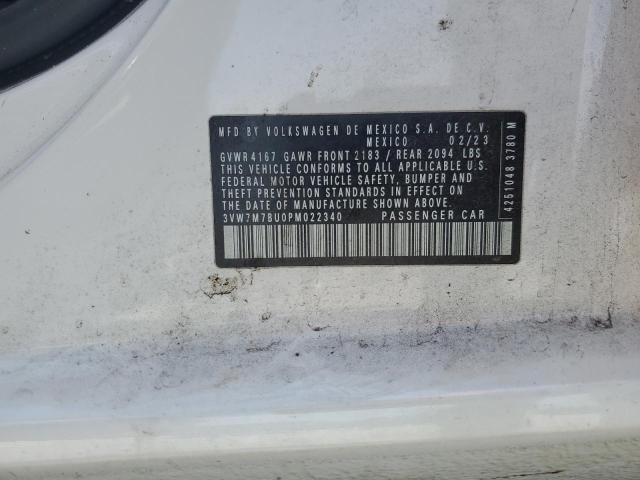 MFD BY VOLKSWAGEN DE MEXICO S.A. DE C.V.
MEXICO 02/23
GVWR 4167 GAWR FRONT 2183 / REAR 2094 LBS
THIS VEHICLE CONFORMS TO ALL APPLICABLE U.S.
FEDERAL MOTOR VEHICLE SAFETY, BUMPER AND
THEFT PREVENTION STANDARDS IN EFFECT ON
THE DATE OF MANUFACTURE SHOWN ABOVE.
3VW7M7BU0PM022340 PASSENGER CAR
4251048 3780 M